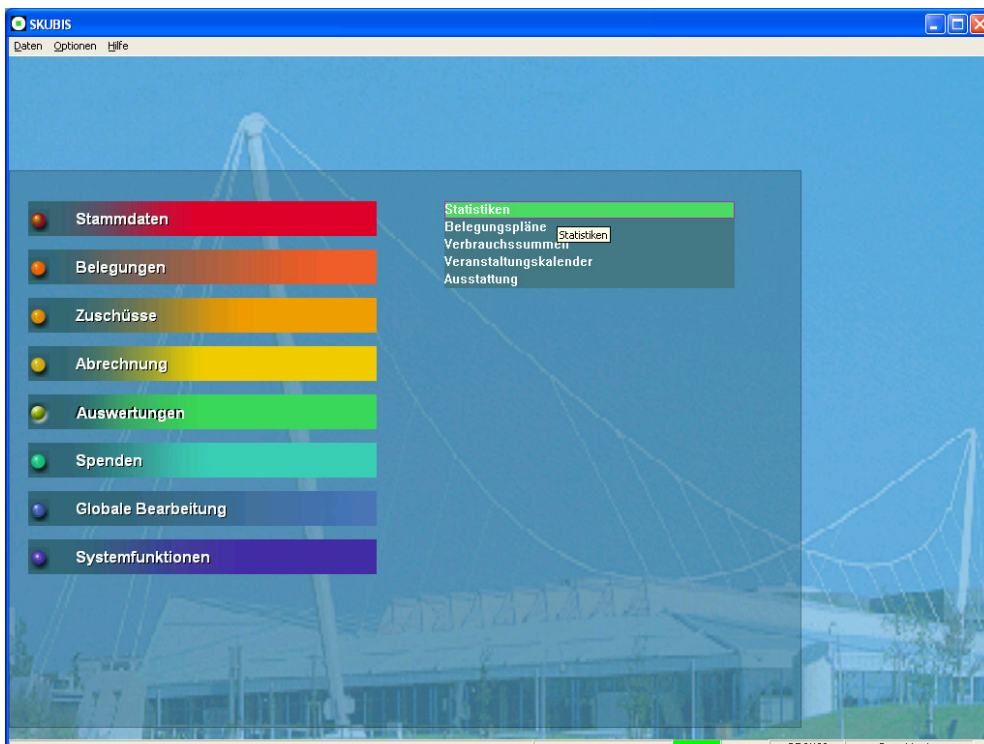 SKUBIS
Daten Optionen Hilfe
Stammdaten
Belegungen
Zuschüsse
Abrechnung
Auswertungen
Spenden
Globale Bearbeitung
Systemfunktionen
Statistiken
Belegungspläne
Statistiken
Verbrauchssummen
Veranstaltungskalender
Ausstattung